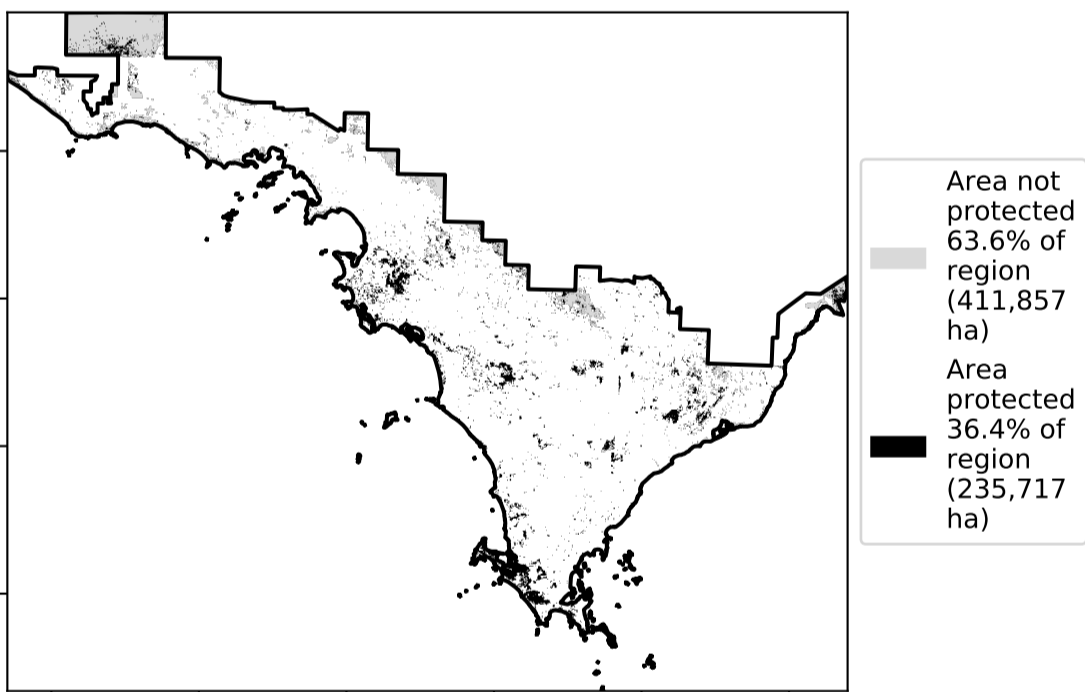 Area not
protected
63.6% of
region
(411,857
ha)
Area
protected
36.4% of
region
(235,717
ha)